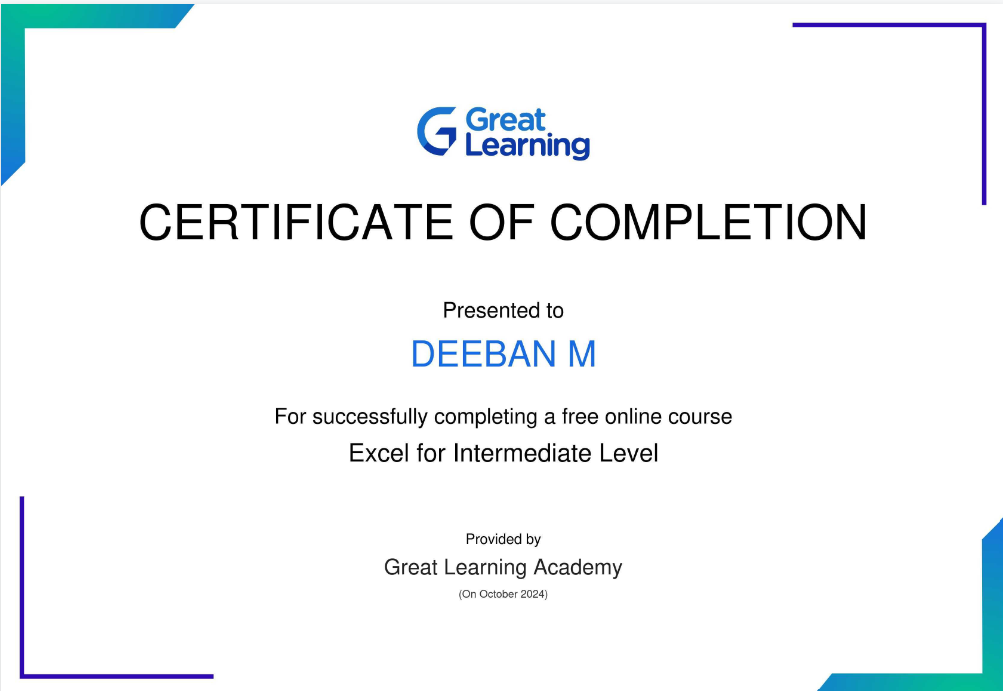 Great
Learning
CERTIFICATE OF COMPLETION
Presented to
DEEBAN M
For successfully completing a free online course
Excel for Intermediate Level
Provided by
Great Learning Academy
(On October 2024)